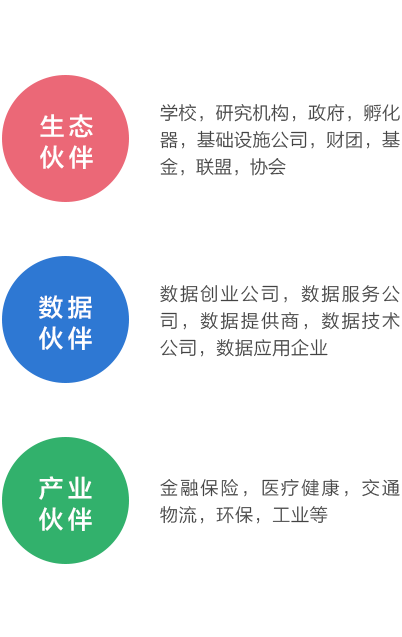 生态
伙伴
学校，研究机构，政府，孵化
器，基础设施公司，财团，基
金，联盟，协会
数据
伙伴
数据创业公司，数据服务公
司，数据提供商，数据技术
公司，数据应用企业
产业
伙伴
金融保险，医疗健康，交通
物流，环保，工业等